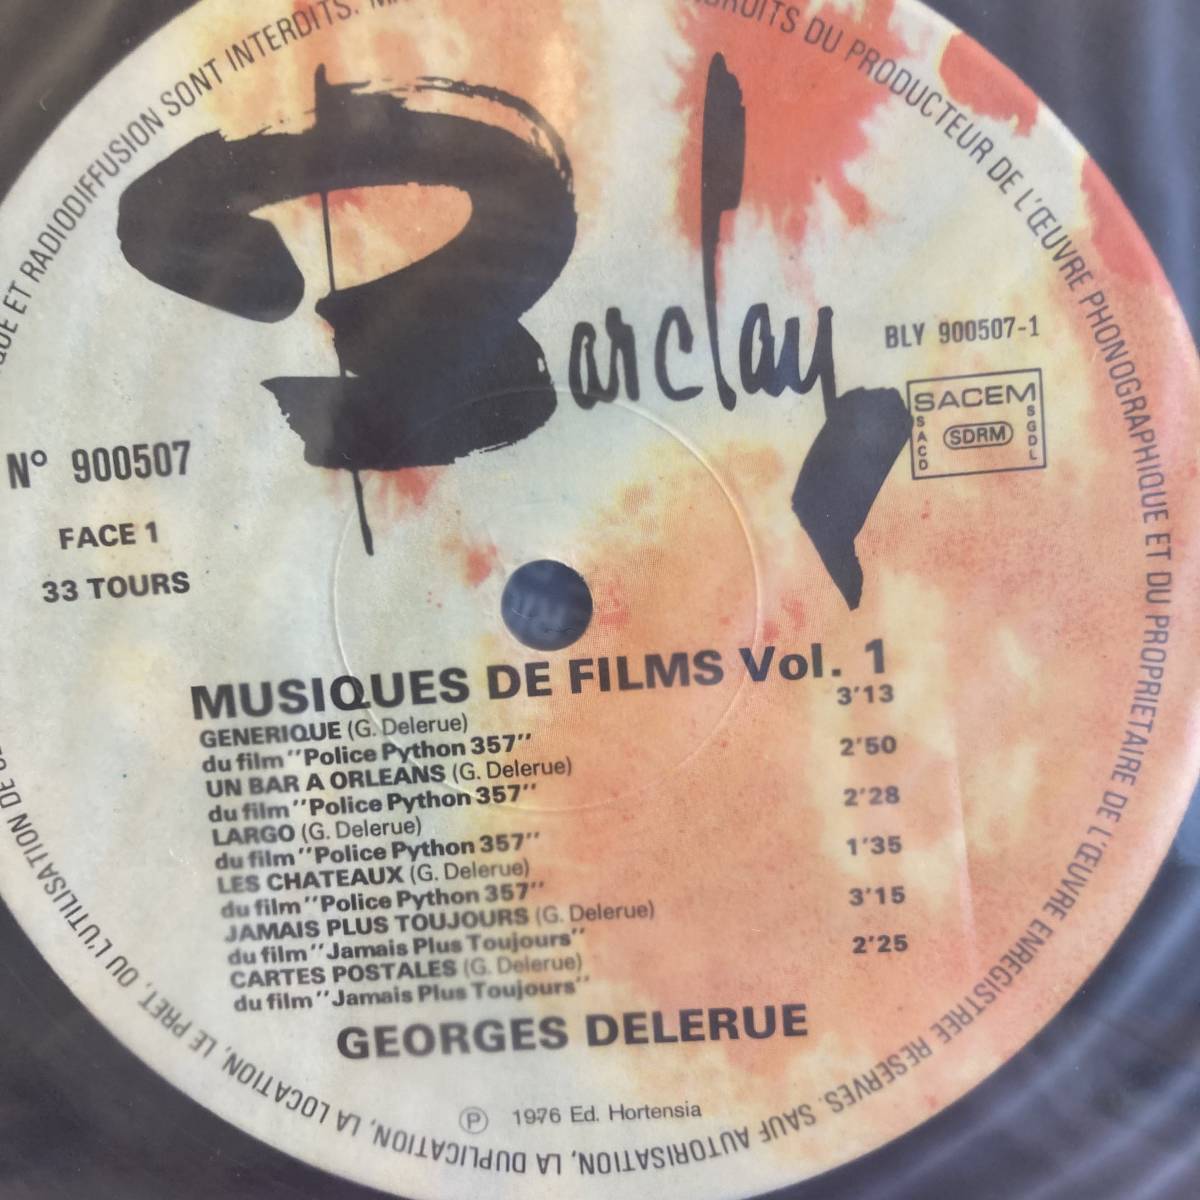 Barclay
BLY 900507-1
SACEM
SACD
SDRM
SGDL
N° 900507
FACE 1
33 TOURS
MUSIQUES DE FILMS Vol. 1
GENERIQUE (G. Delerue) 3'13
du film "Police Python 357"
UN BAR A ORLEANS (G. Delerue) 2'50
du film "Police Python 357"
LARGO (G. Delerue) 2'28
du film "Police Python 357"
LES CHATEAUX (G. Delerue) 1'35
du film "Police Python 357"
JAMAIS PLUS TOUJOURS (G. Delerue) 3'15
du film "Jamais Plus Toujours"
CARTES POSTALES (G. Delerue) 2'25
du film "Jamais Plus Toujours"
GEORGES DELERUE
℗ 1976 Ed. Hortensia
DROITS DU PRODUCTEUR DE L'ŒUVRE PHONOGRAPHIQUE ET DU PROPRIETAIRE DE L'ŒUVRE ENREGISTREE RESERVES. SAUF AUTORISATION, LA DUPLICATION, LA LOCATION, LE PRET, OU L'UTILISATION DE
QUE ET RADIODIFFUSION SONT INTERDITS.